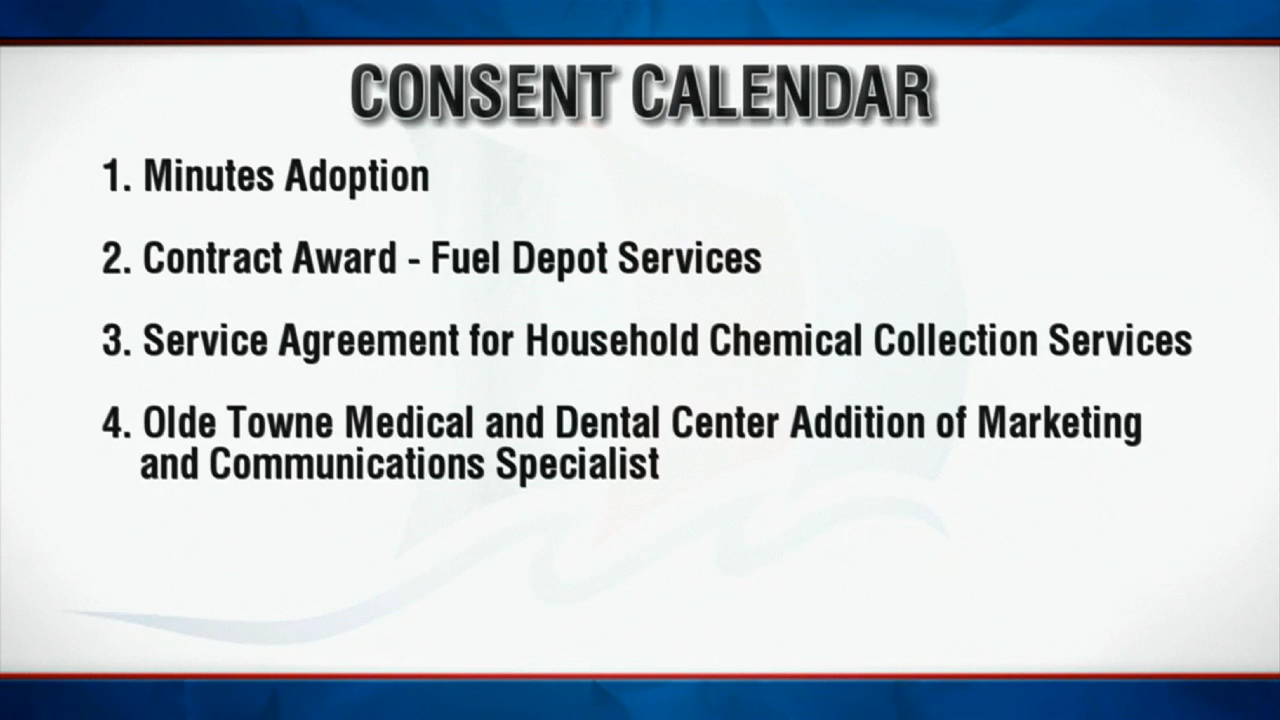 CONSENT CALENDAR
1. Minutes Adoption
2. Contract Award - Fuel Depot Services
3. Service Agreement for Household Chemical Collection Services
4. Olde Towne Medical and Dental Center Addition of Marketing
and Communications Specialist